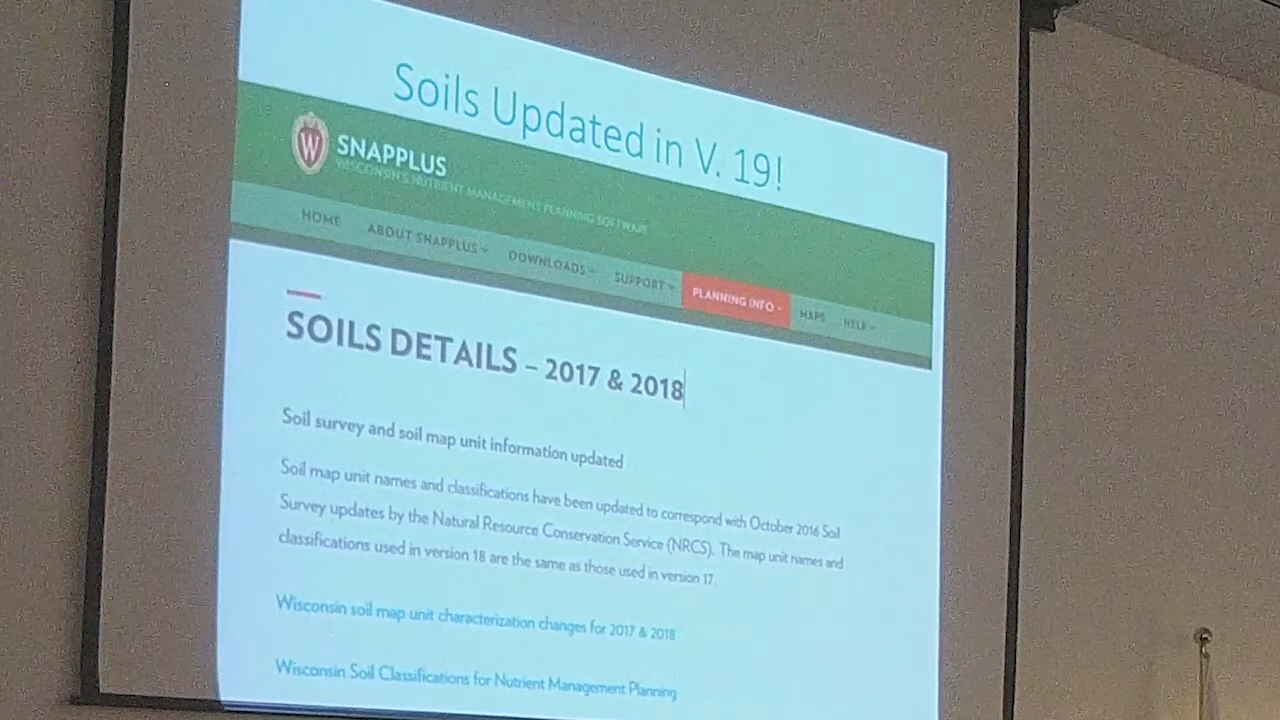 Soils Updated in V. 19!
W
SNAPPLUS
WISCONSIN'S NUTRIENT MANAGEMENT PLANNING SOFTWARE
HOME ABOUT SNAPPLUS DOWNLOADS SUPPORT PLANNING INFO MAPS HELP
SOILS DETAILS – 2017 & 2018
Soil survey and soil map unit information updated
Soil map unit names and classifications have been updated to correspond with October 2016 Soil
Survey updates by the Natural Resource Conservation Service (NRCS). The map unit names and
classifications used in version 18 are the same as those used in version 17.
Wisconsin soil map unit characterization changes for 2017 & 2018
Wisconsin Soil Classifications for Nutrient Management Planning